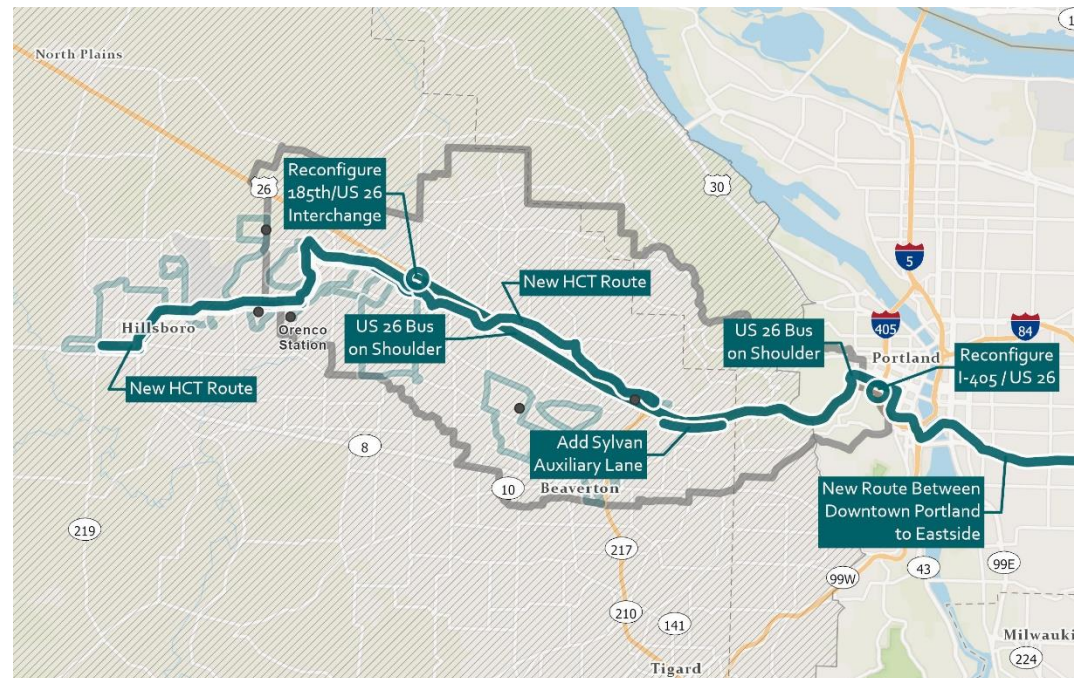 North Plains
26
Reconfigure
185th/US 26
Interchange
30
5
405
84
1
New HCT Route
US 26 Bus
on Shoulder
Hillsboro
Orenco
Station
New HCT Route
US 26 Bus
on Shoulder
Portland
Reconfigure
I-405 / US 26
Add Sylvan
Auxiliary Lane
8
10
Beaverton
New Route Between
Downtown Portland
to Eastside
219
217
99W
43
99E
210
141
Tigard
Milwauki
224